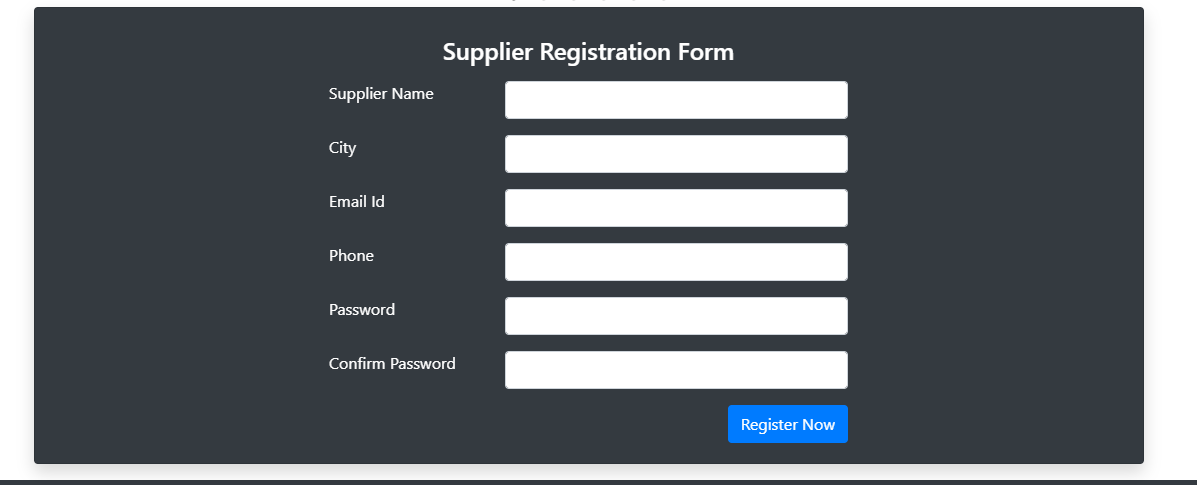 Supplier Registration Form
Supplier Name
City
Email Id
Phone
Password
Confirm Password
Register Now